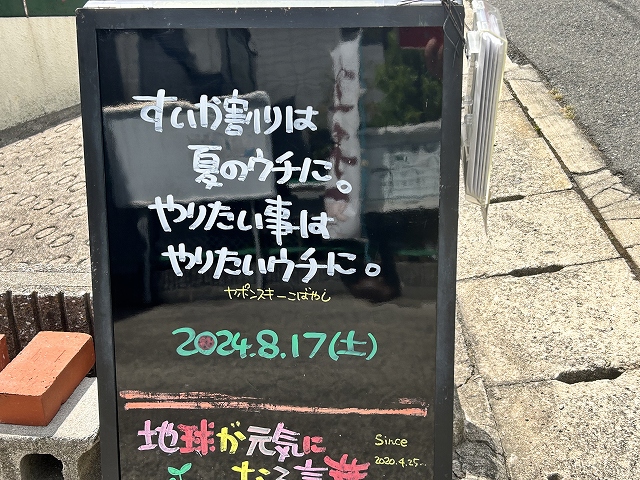 すいか割りは
夏のウチに。
やりたい事は
やりたいウチに。
ヤポンスキーこばやし
2024.8.17(土)
地球が元気に
なる言葉
Since
2020.4.25...